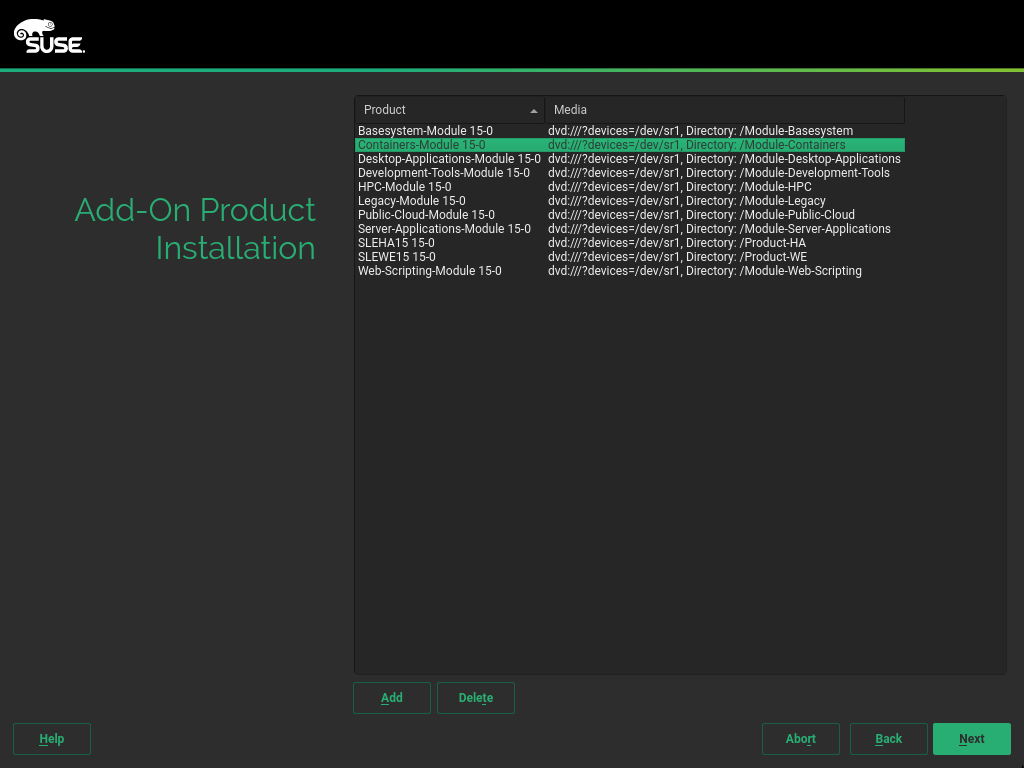 SUSE.
Add-On Product
Installation
Product Media
Basesystem-Module 15-0 dvd:///?devices=/dev/sr1, Directory: /Module-Basesystem
Containers-Module 15-0 dvd:///?devices=/dev/sr1, Directory: /Module-Containers
Desktop-Applications-Module 15-0 dvd:///?devices=/dev/sr1, Directory: /Module-Desktop-Applications
Development-Tools-Module 15-0 dvd:///?devices=/dev/sr1, Directory: /Module-Development-Tools
HPC-Module 15-0 dvd:///?devices=/dev/sr1, Directory: /Module-HPC
Legacy-Module 15-0 dvd:///?devices=/dev/sr1, Directory: /Module-Legacy
Public-Cloud-Module 15-0 dvd:///?devices=/dev/sr1, Directory: /Module-Public-Cloud
Server-Applications-Module 15-0 dvd:///?devices=/dev/sr1, Directory: /Module-Server-Applications
SLEHA15 15-0 dvd:///?devices=/dev/sr1, Directory: /Product-HA
SLEWE15 15-0 dvd:///?devices=/dev/sr1, Directory: /Product-WE
Web-Scripting-Module 15-0 dvd:///?devices=/dev/sr1, Directory: /Module-Web-Scripting
Add Delete
Help Abort Back Next